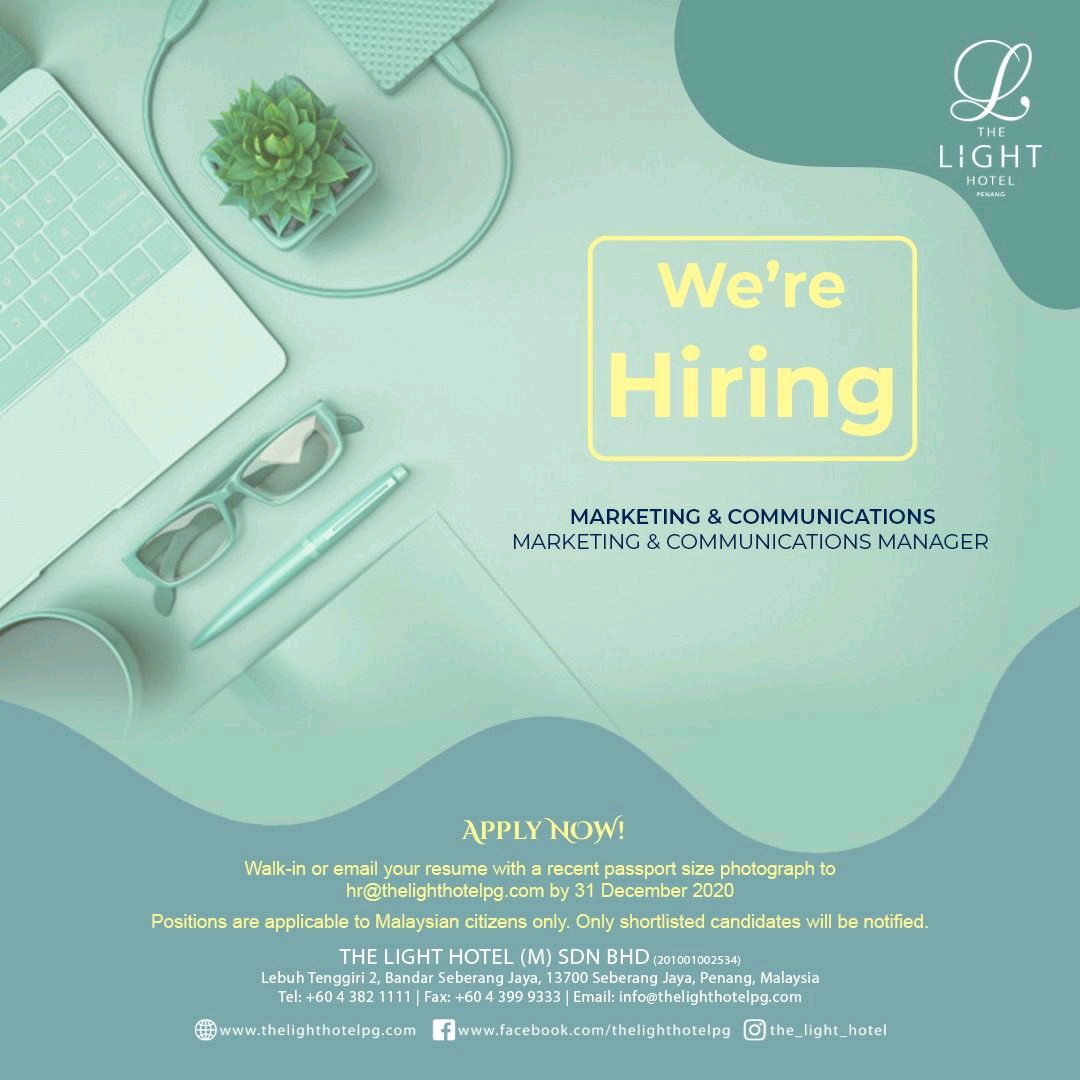 L
THE
LIGHT
HOTEL
PENANG
We're
Hiring
MARKETING & COMMUNICATIONS
MARKETING & COMMUNICATIONS MANAGER
APPLY NOW!
Walk-in or email your resume with a recent passport size photograph to
hr@thelighthotelpg.com by 31 December 2020
Positions are applicable to Malaysian citizens only. Only shortlisted candidates will be notified.
THE LIGHT HOTEL (M) SDN BHD (201001002534)
Lebuh Tenggiri 2, Bandar Seberang Jaya, 13700 Seberang Jaya, Penang, Malaysia
Tel: +60 4 382 1111 | Fax: +60 4 399 9333 | Email: info@thelighthotelpg.com
www.thelighthotelpg.com www.facebook.com/thelighthotelpg the_light_hotel